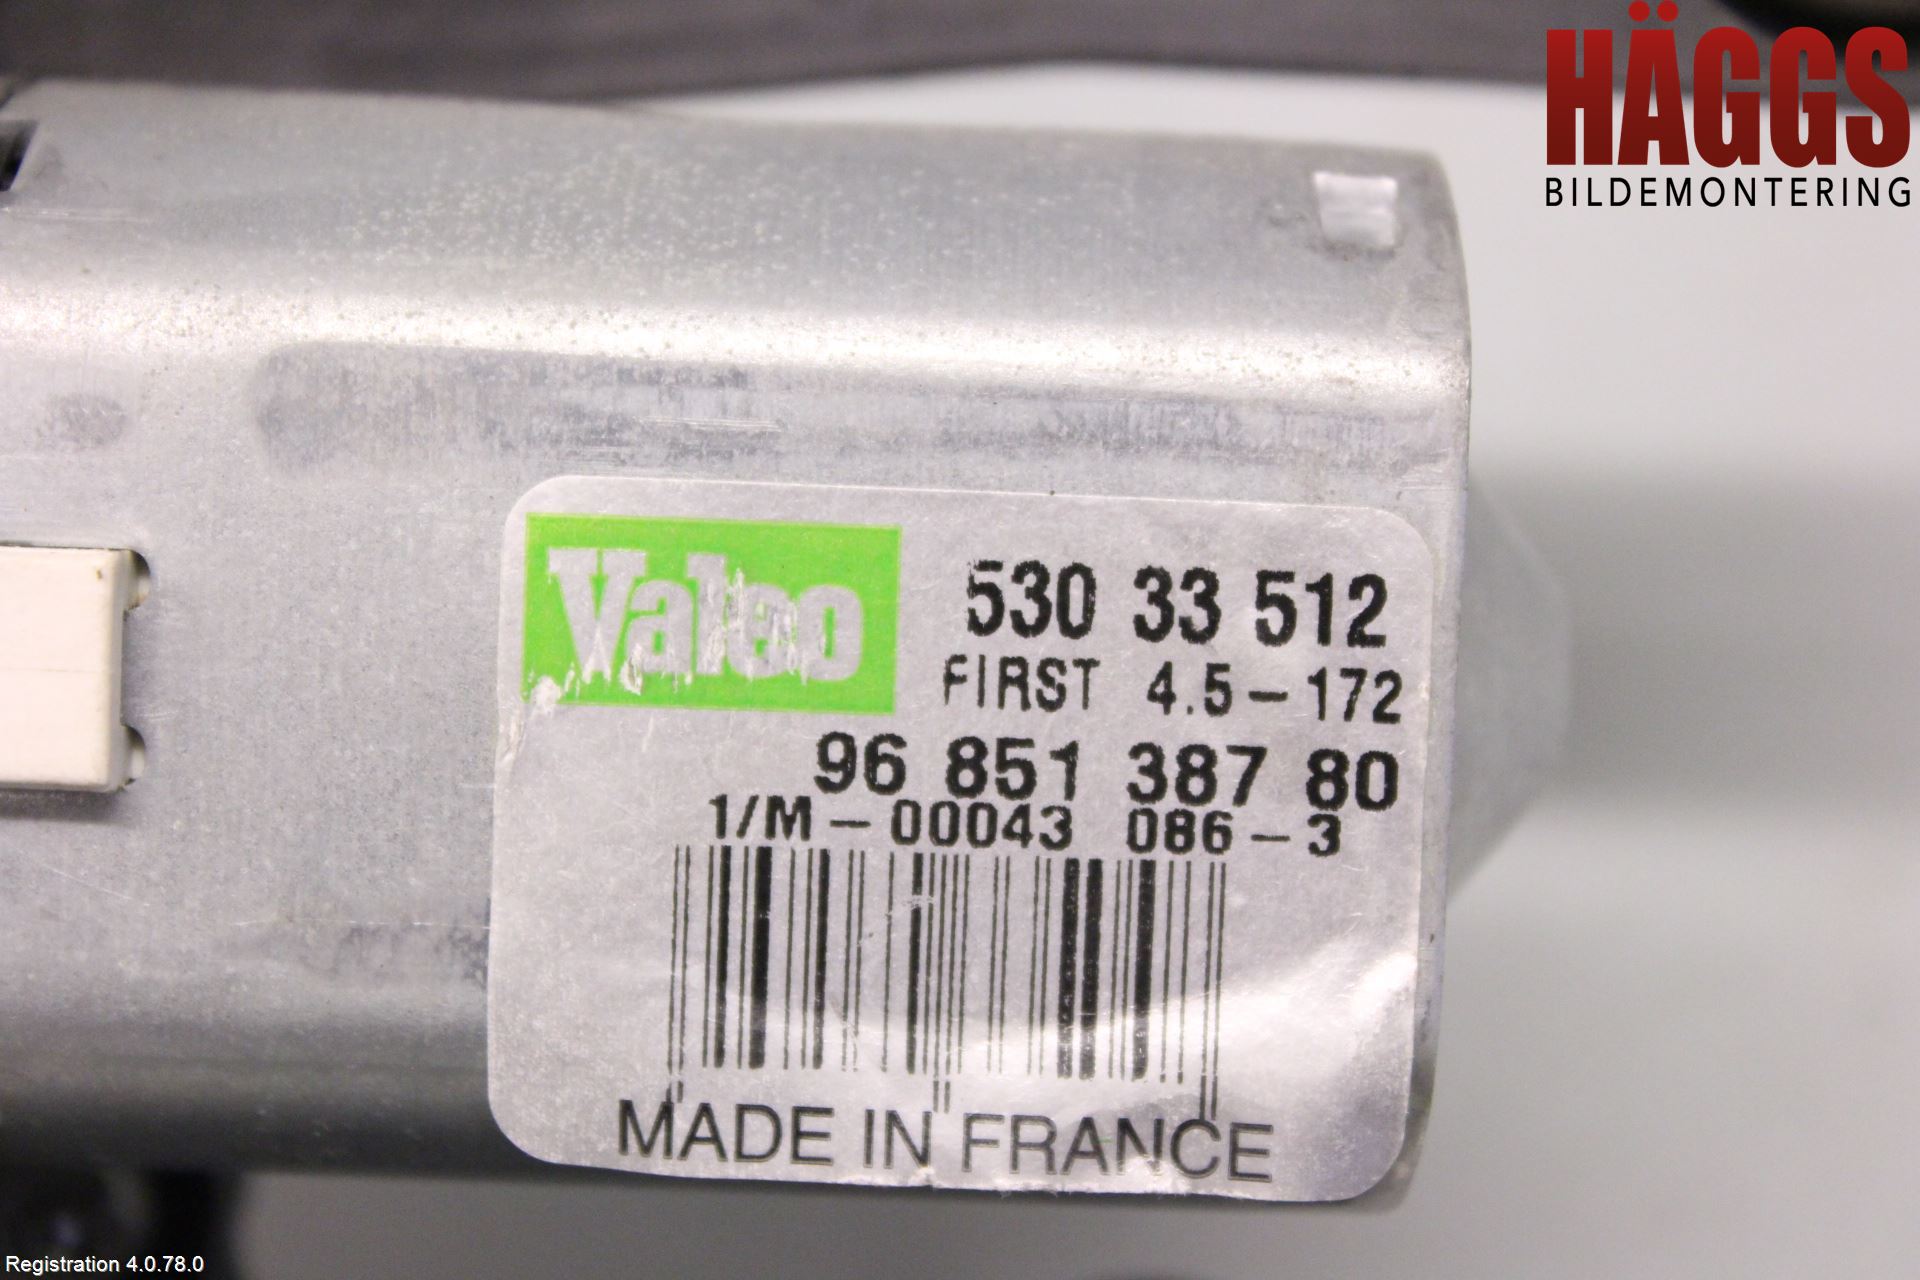 HÄGGS
BILDEMONTERING
Valeo
530 33 512
FIRST 4.5-172
96 851 387 80
1/M-00043 086-3
MADE IN FRANCE
Registration 4.0.78.0